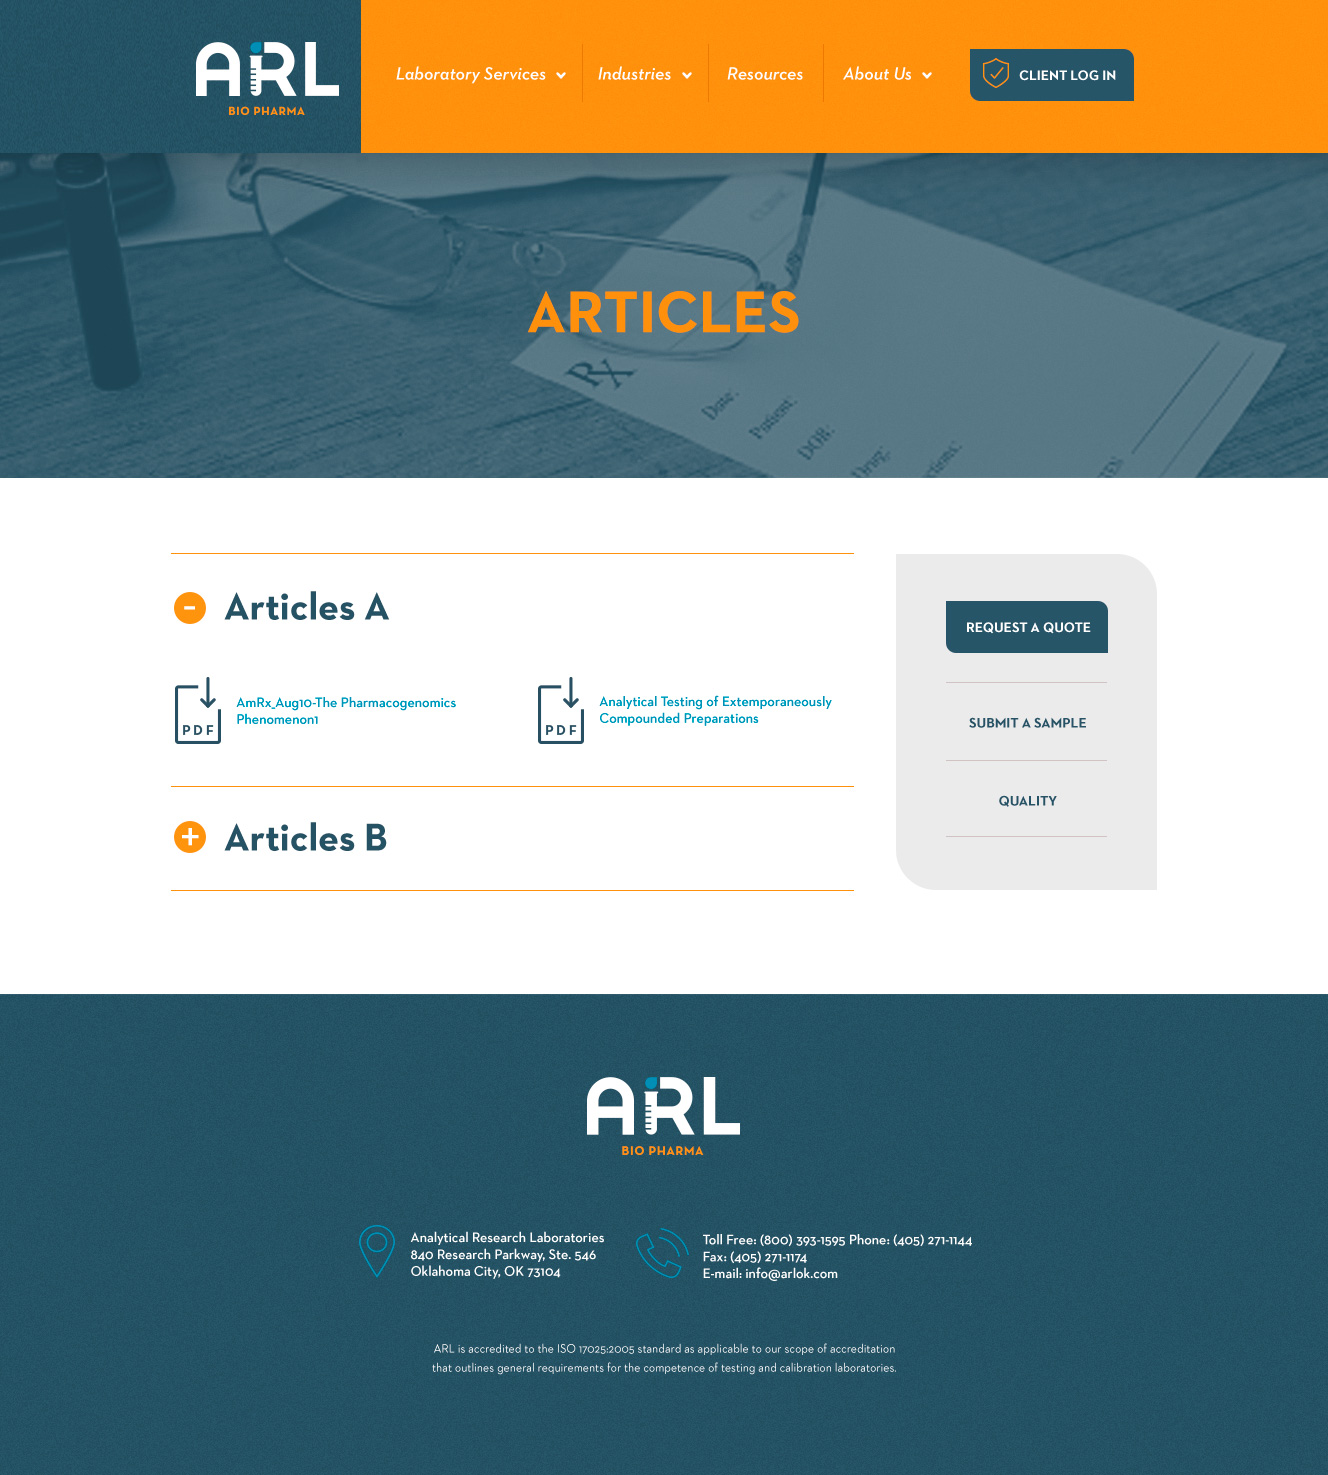 ARL
BIO PHARMA
Laboratory Services
Industries
Resources
About Us
CLIENT LOG IN
ARTICLES
Rx
Date:
Patient:
DOB:
Drug:
Articles A
PDF
AmRx_Aug10-The Pharmacogenomics
Phenomenon1
PDF
Analytical Testing of Extemporaneously
Compounded Preparations
Articles B
REQUEST A QUOTE
SUBMIT A SAMPLE
QUALITY
ARL
BIO PHARMA
Analytical Research Laboratories
840 Research Parkway, Ste. 546
Oklahoma City, OK 73104
Toll Free: (800) 393-1595 Phone: (405) 271-1144
Fax: (405) 271-1174
E-mail: info@arlok.com
ARL is accredited to the ISO 17025:2005 standard as applicable to our scope of accreditation
that outlines general requirements for the competence of testing and calibration laboratories.